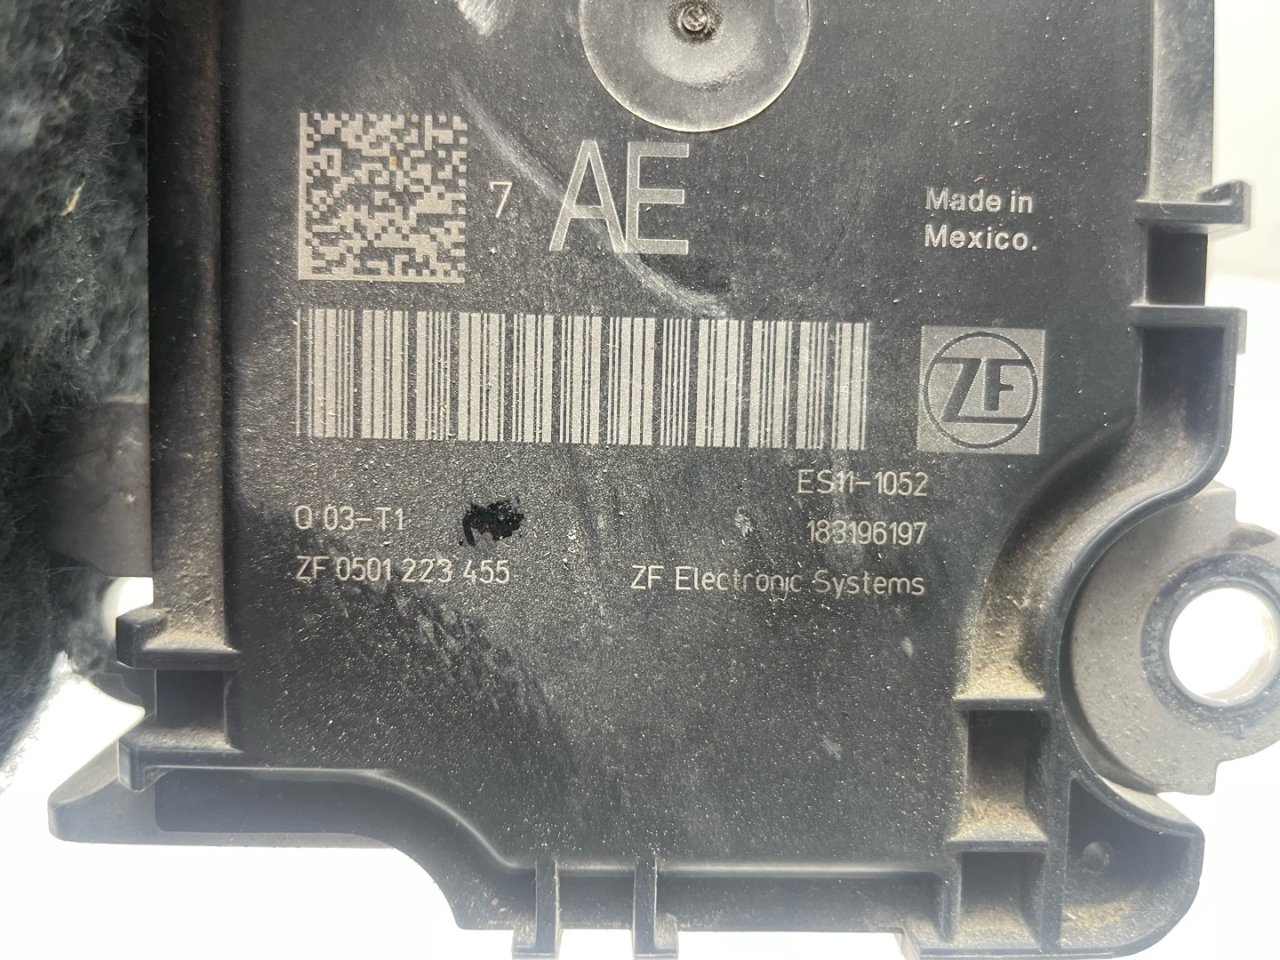 7 AE
Made in
Mexico.
ZF
ES11-1052
Q 03-T1
183196197
ZF 0501 223 455
ZF Electronic Systems